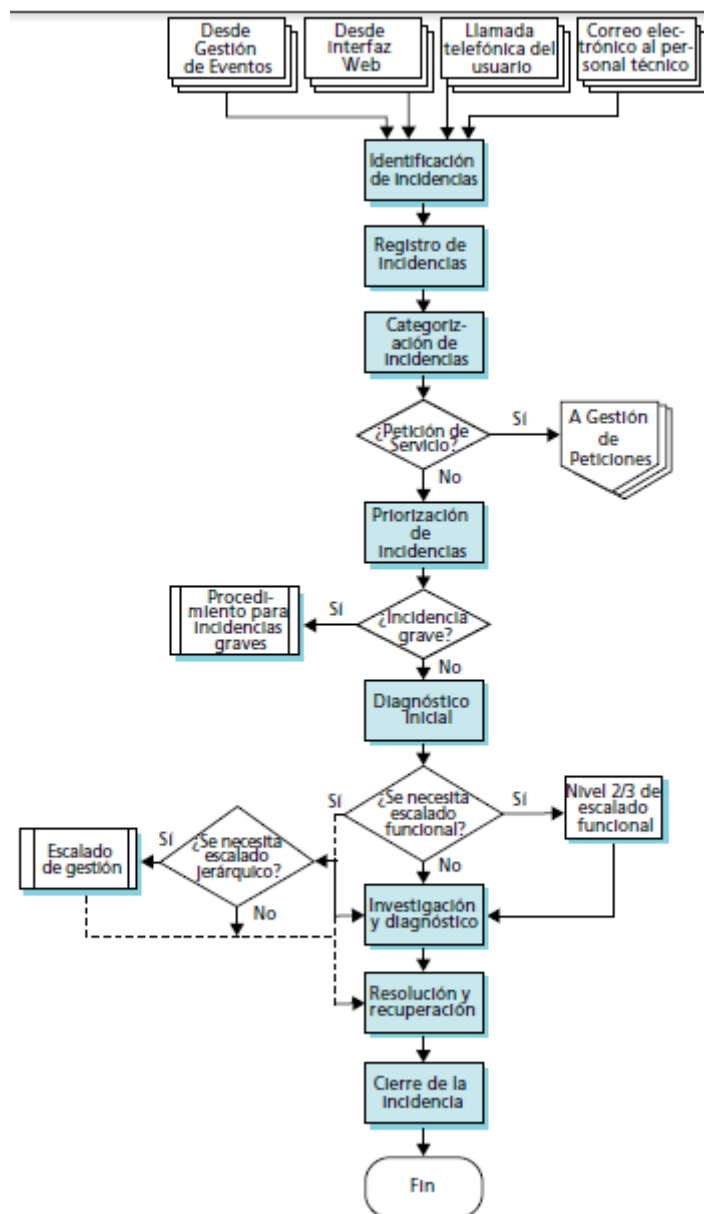 Desde
Gestión
de Eventos
Desde
Interfaz
Web
Llamada
telefónica del
usuario
Correo elec-
trónico al per-
sonal técnico
Identificación
de incidencias
Registro de
incidencias
Categoriz-
ación de
incidencias
¿Petición de
Servicio?
Sí
A Gestión
de
Peticiones
No
Priorización
de
incidencias
Procedi-
miento para
incidencias
graves
Sí
¿Incidencia
grave?
No
Diagnóstico
Inicial
Sí
¿Se necesita
escalado
funcional?
Sí
Nivel 2/3 de
escalado
funcional
Escalado
de gestión
Sí
¿Se necesita
escalado
jerárquico?
No
No
Investigación
y diagnóstico
Resolución y
recuperación
Cierre de la
incidencia
Fin